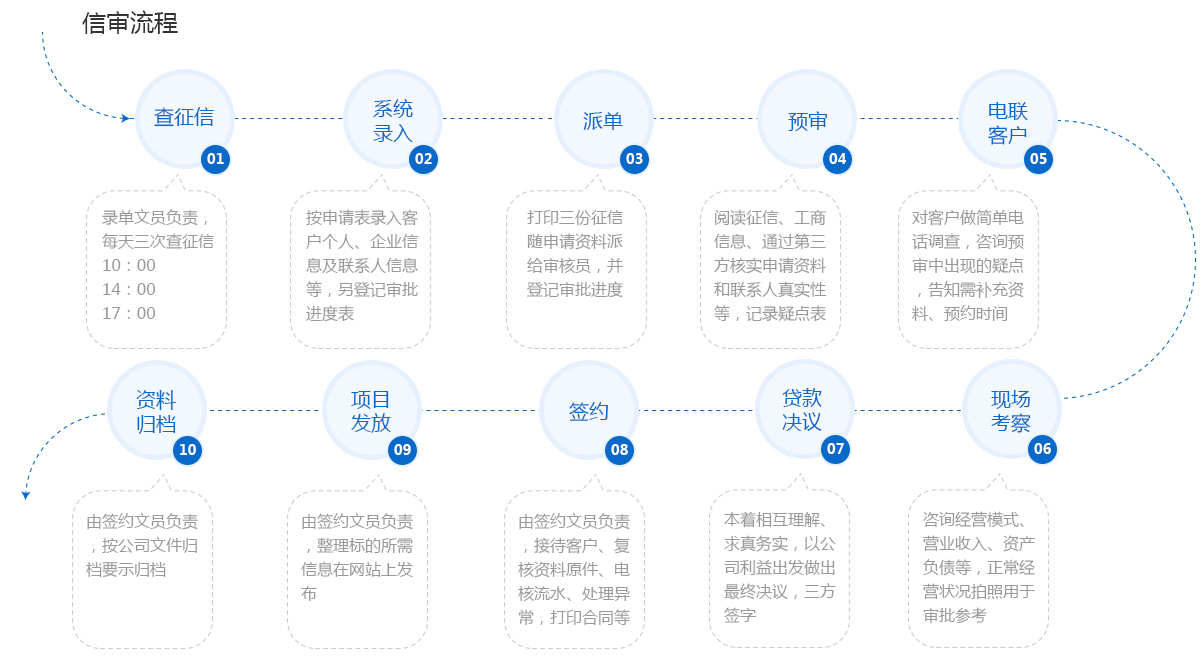 信审流程
查征信
01
录单文员负责，
每天三次查征信
10：00
14：00
17：00
系统
录入
02
按申请表录入客
户个人、企业信
息及联系人信息
等，另登记审批
进度表
派单
03
打印三份征信
随申请资料派
给审核员，并
登记审批进度
预审
04
阅读征信、工商
信息、通过第三
方核实申请资料
和联系人真实性
等，记录疑点表
电联
客户
05
对客户做简单电
话调查，咨询预
审中出现的疑点
，告知需补充资
料、预约时间
现场
考察
06
咨询经营模式、
营业收入、资产
负债等，正常经
营状况拍照用于
审批参考
贷款
决议
07
本着相互理解、
求真务实，以公
司利益出发做出
最终决议，三方
签字
签约
08
由签约文员负责
，接待客户、复
核资料原件、电
核流水、处理异
常，打印合同等
项目
发放
09
由签约文员负责
，整理标的所需
信息在网站上发
布
资料
归档
10
由签约文员负责
，按公司文件归
档要示归档